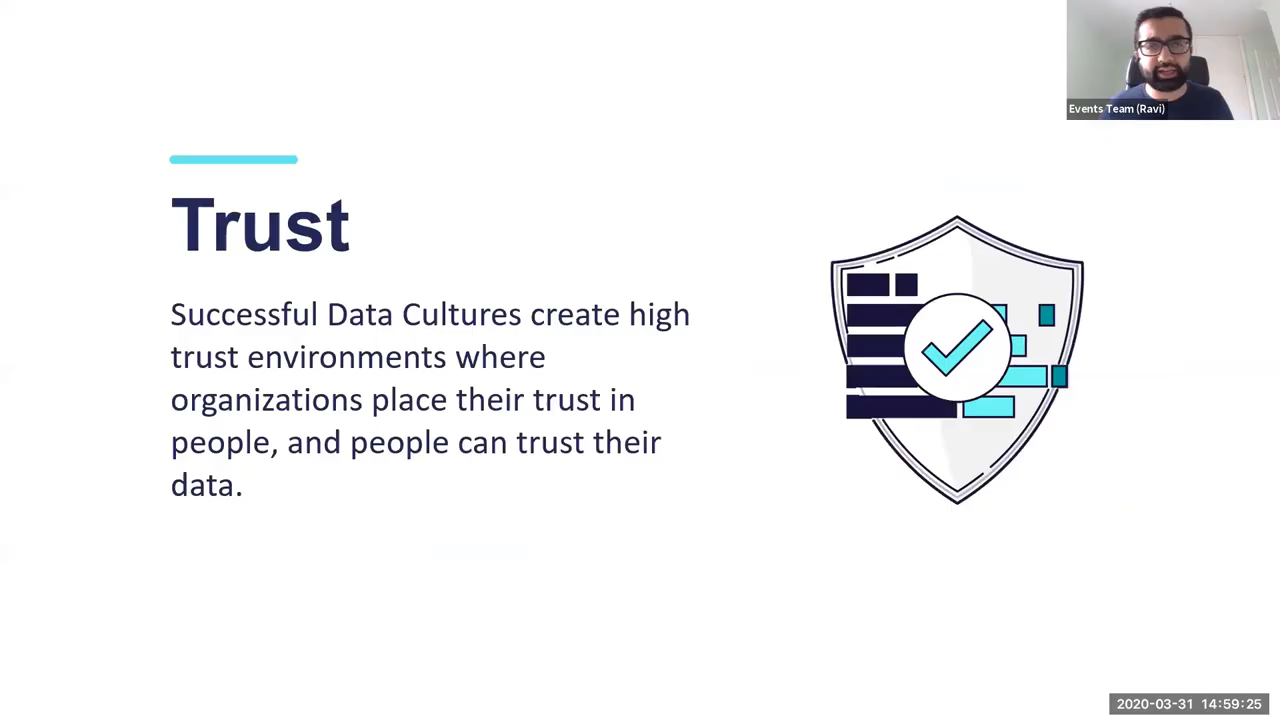 Events Team (Ravi)
Trust
Successful Data Cultures create high
trust environments where
organizations place their trust in
people, and people can trust their
data.
2020-03-31 14:59:25